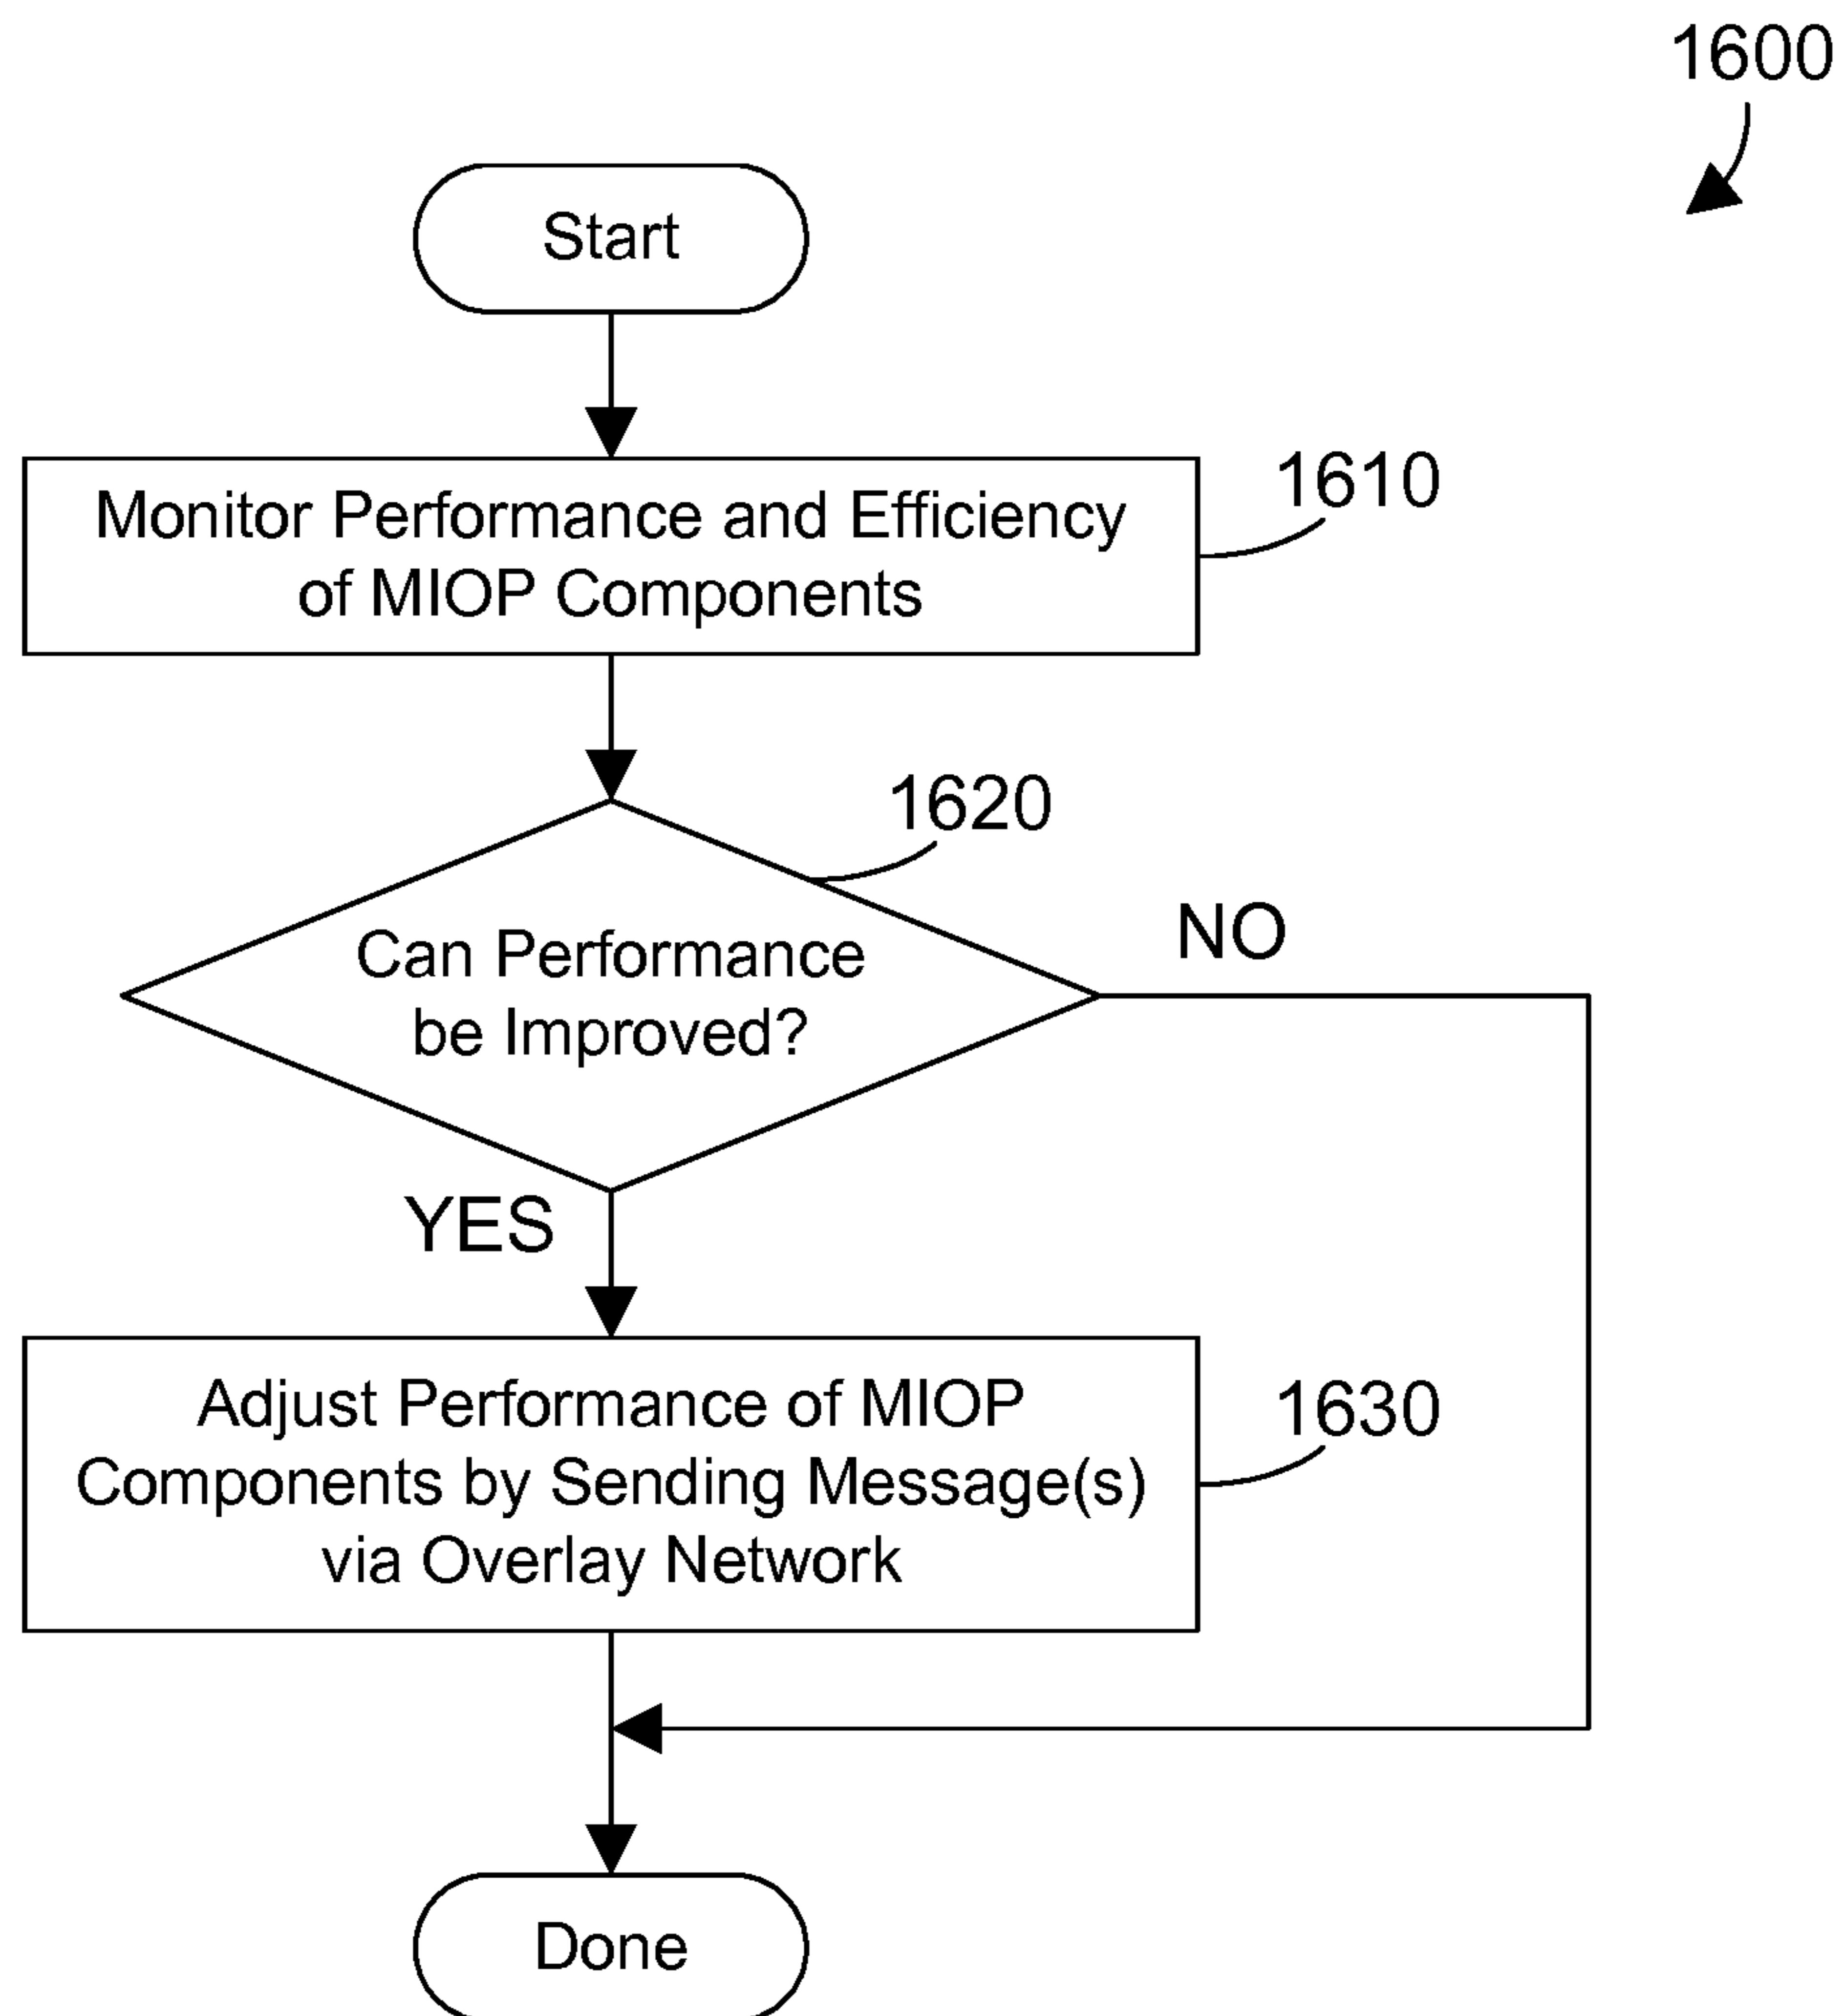 1600
Start
Monitor Performance and Efficiency
of MIOP Components
1610
1620
Can Performance
be Improved?
NO
YES
Adjust Performance of MIOP
Components by Sending Message(s)
via Overlay Network
1630
Done